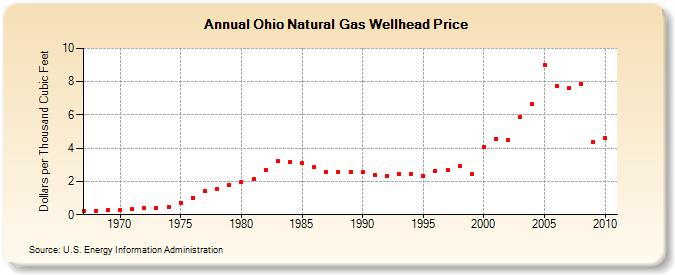 Annual Ohio Natural Gas Wellhead Price
Dollars per Thousand Cubic Feet
10
8
6
4
2
0
1970 1975 1980 1985 1990 1995 2000 2005 2010
Source: U.S. Energy Information Administration